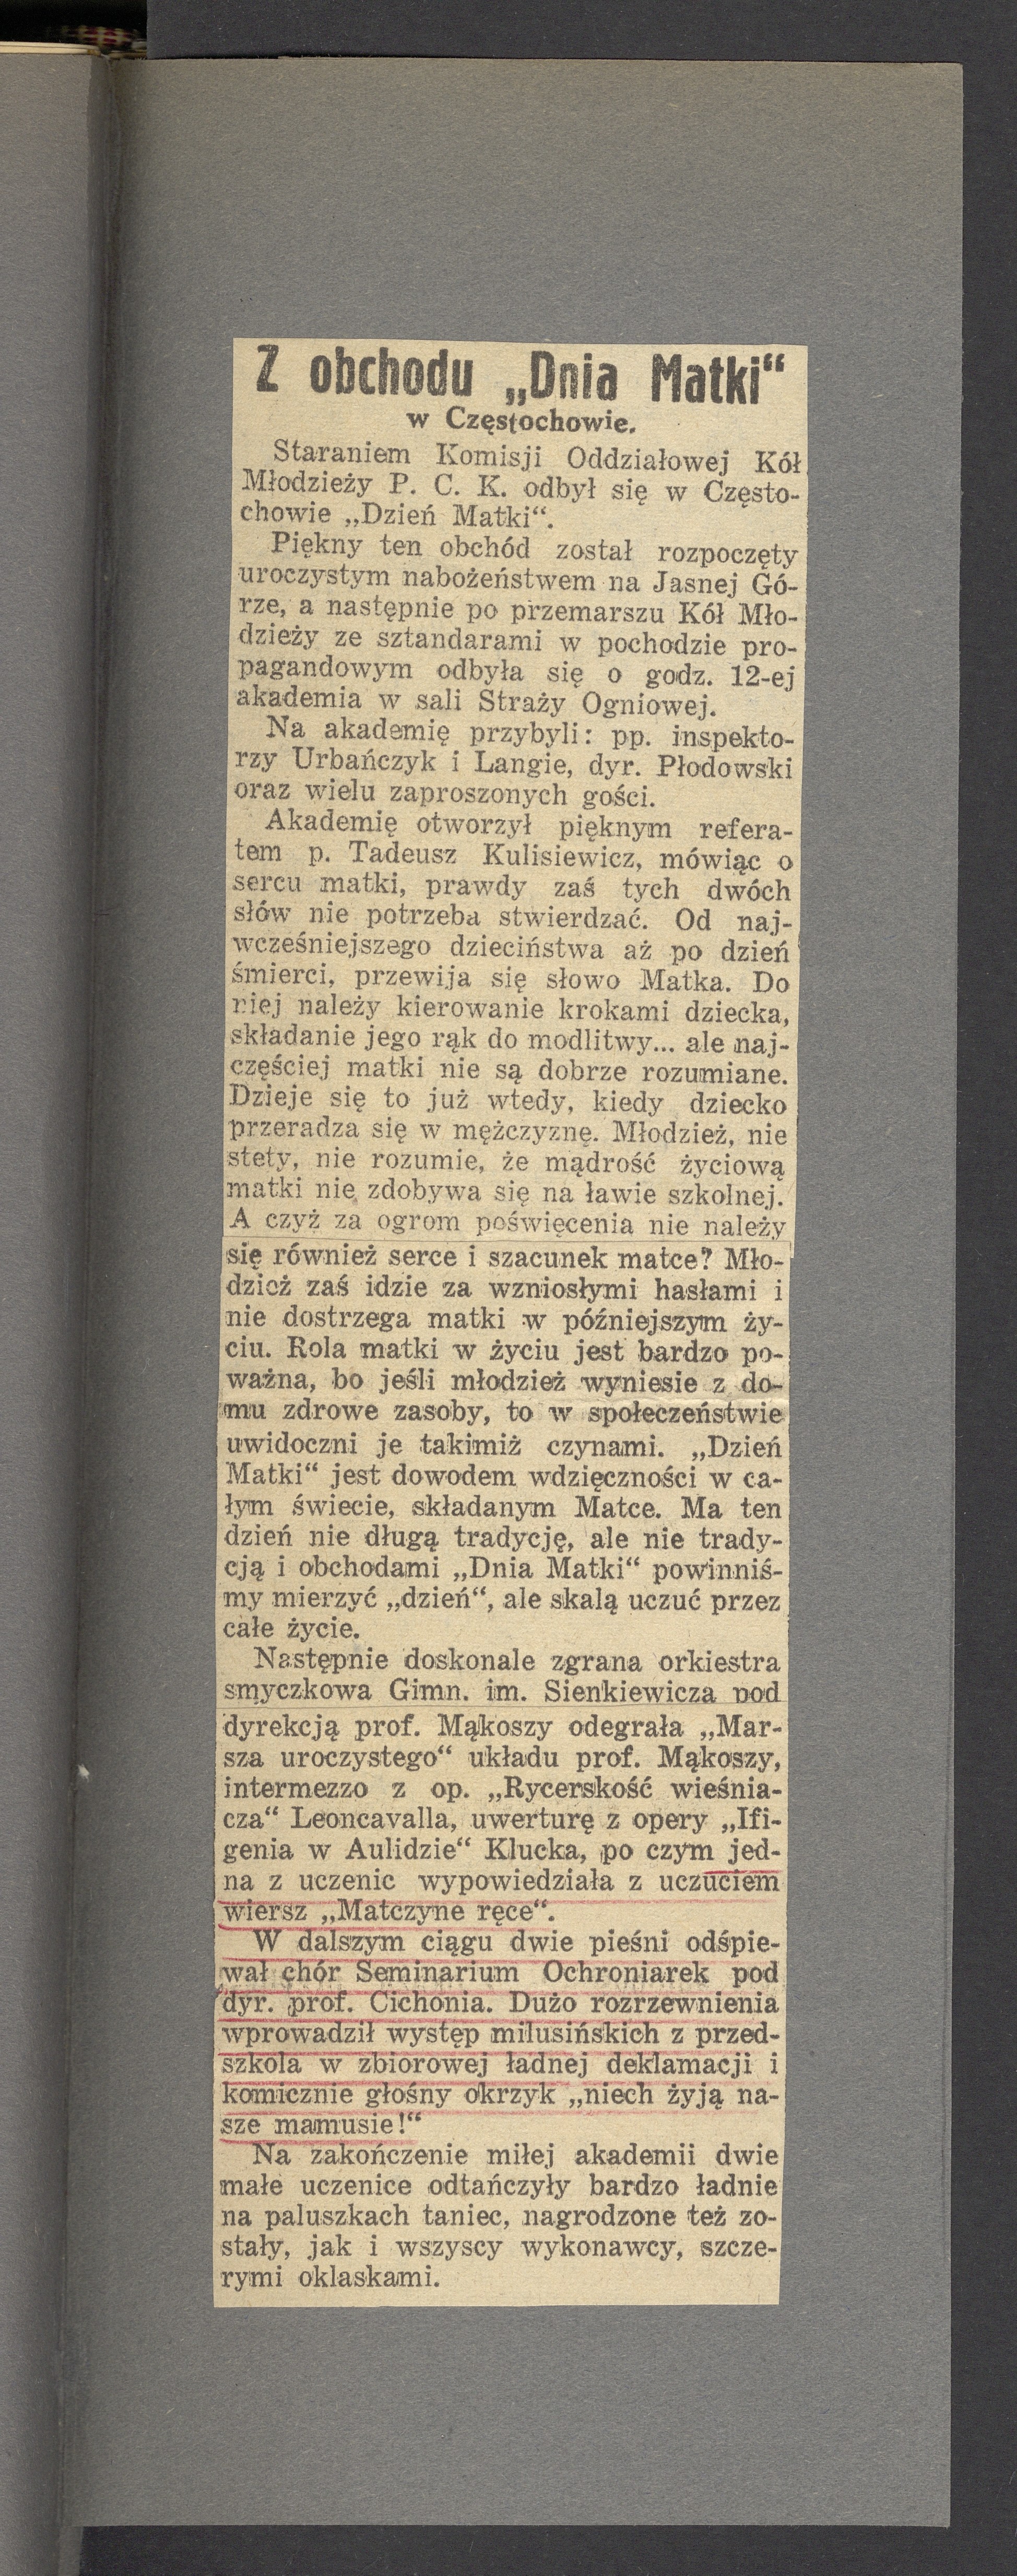 Z obchodu „Dnia Matki“
w Częstochowie.
Staraniem Komisji Oddziałowej Kół
Młodzieży P. C. K. odbył się w Często-
chowie „Dzień Matki“.
Piękny ten obchód został rozpoczęty
uroczystym nabożeństwem na Jasnej Gó-
rze, a następnie po przemarszu Kół Mło-
dzieży ze sztandarami w pochodzie pro-
pagandowym odbyła się o godz. 12-ej
akademia w sali Straży Ogniowej.
Na akademię przybyli: pp. inspekto-
rzy Urbańczyk i Langie, dyr. Płodowski
oraz wielu zaproszonych gości.
Akademię otworzył pięknym refera-
tem p. Tadeusz Kulisiewicz, mówiąc o
sercu matki, prawdy zaś tych dwóch
słów nie potrzeba stwierdzać. Od naj-
wcześniejszego dzieciństwa aż po dzień
śmierci, przewija się słowo Matka. Do
niej należy kierowanie krokami dziecka,
składanie jego rąk do modlitwy... ale naj-
częściej matki nie są dobrze rozumiane.
Dzieje się to już wtedy, kiedy dziecko
przeradza się w mężczyznę. Młodzież, nie
stety, nie rozumie, że mądrość życiową
matki nie zdobywa się na ławie szkolnej.
A czyż za ogrom poświęcenia nie należy
się również serce i szacunek matce? Mło-
dzież zaś idzie za wzniosłymi hasłami i
nie dostrzega matki w późniejszym ży-
ciu. Rola matki w życiu jest bardzo po-
ważna, bo jeśli młodzież wyniesie z do-
mu zdrowe zasoby, to w społeczeństwie
uwidoczni je takimiż czynami. „Dzień
Matki“ jest dowodem wdzięczności w ca-
łym świecie, składanym Matce. Ma ten
dzień nie długą tradycję, ale nie trady-
cją i obchodami „Dnia Matki“ powinniś-
my mierzyć „dzień“, ale skalą uczuć przez
całe życie.
Następnie doskonale zgrana orkiestra
smyczkowa Gimn. im. Sienkiewicza pod
dyrekcją prof. Mąkoszy odegrała „Mar-
sza uroczystego“ układu prof. Mąkoszy,
intermezzo z op. „Rycerskość wieśnia-
cza“ Leoncavalla, uwerturę z opery „Ifi-
genia w Aulidzie“ Klucka, po czym jed-
na z uczenic wypowiedziała z uczuciem
wiersz „Matczyne ręce“.
W dalszym ciągu dwie pieśni odśpie-
wał chór Seminarium Ochroniarek pod
dyr. prof. Cichonia. Dużo rozrzewnienia
wprowadził występ milusińskich z przed-
szkola w zbiorowej ładnej deklamacji i
komicznie głośny okrzyk „niech żyją na-
sze mamusie!“
Na zakończenie miłej akademii dwie
małe uczenice odtańczyły bardzo ładnie
na paluszkach taniec, nagrodzone też zo-
stały, jak i wszyscy wykonawcy, szcze-
rymi oklaskami.